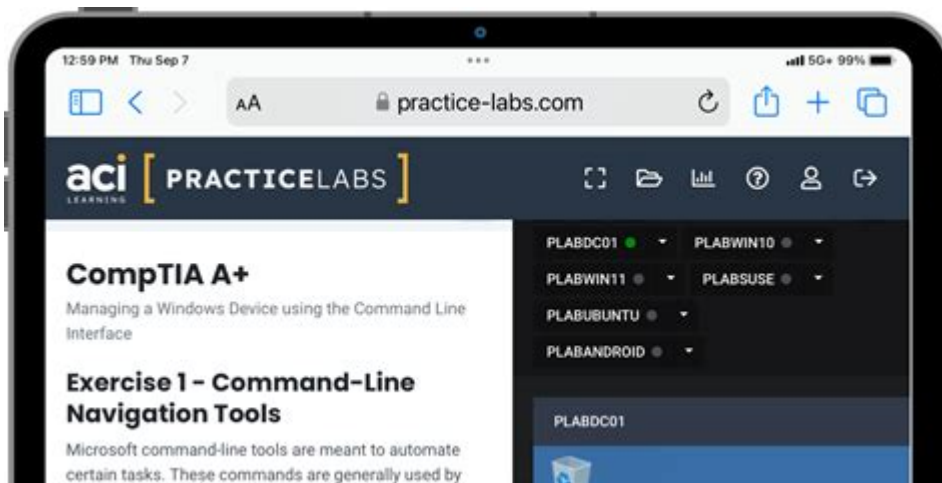 12:59 PM Thu Sep 7
5G+ 99%
AA
practice-labs.com
aci
LEARNING
PRACTICELABS
PLABDC01
PLABWIN10
CompTIA A+
PLABWIN11
PLABSUSE
Managing a Windows Device using the Command Line
Interface
PLABUBUNTU
PLABANDROID
Exercise 1 - Command-Line
Navigation Tools
PLABDC01
Microsoft command-line tools are meant to automate
certain tasks. These commands are generally used by